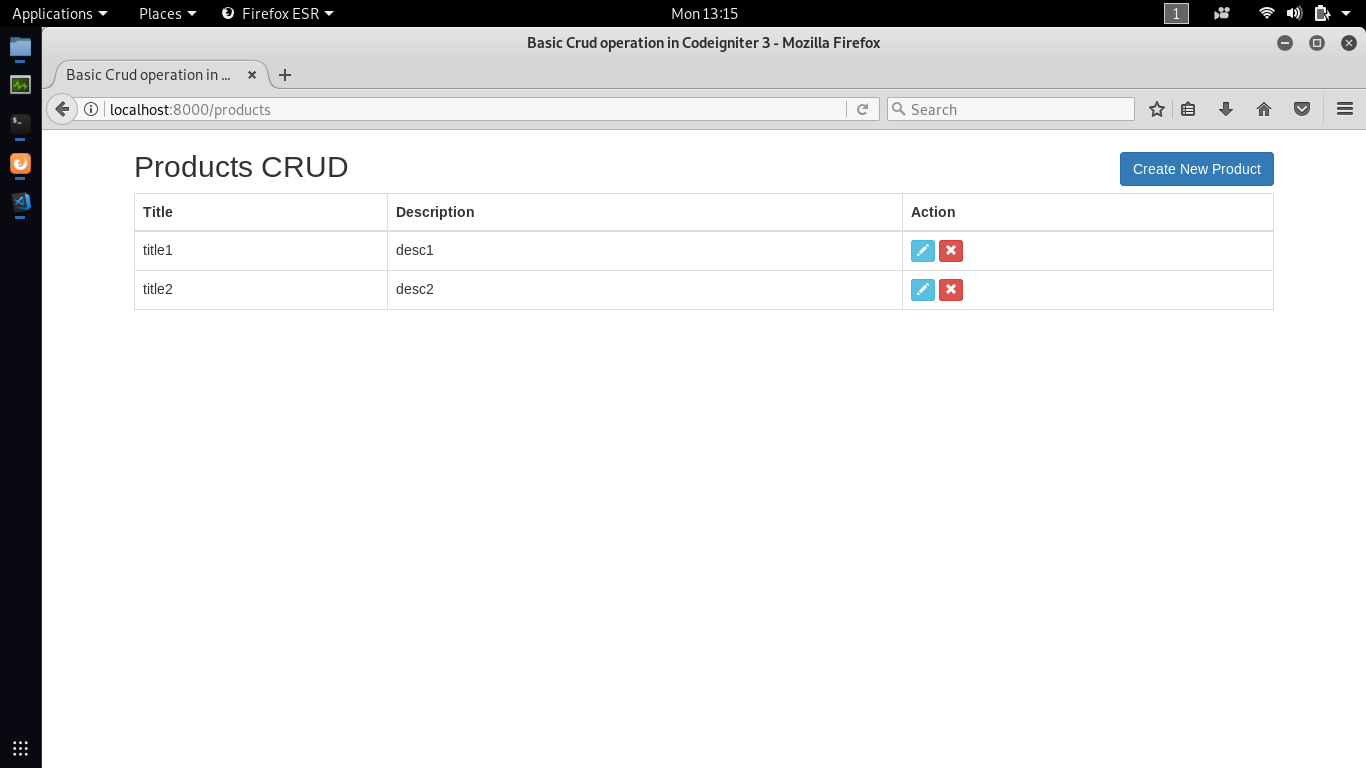 Applications Places Firefox ESR Mon 13:15 1
Basic Crud operation in Codeigniter 3 - Mozilla Firefox
Basic Crud operation in ...
localhost:8000/products Search
Products CRUD Create New Product
Title Description Action
title1 desc1
title2 desc2